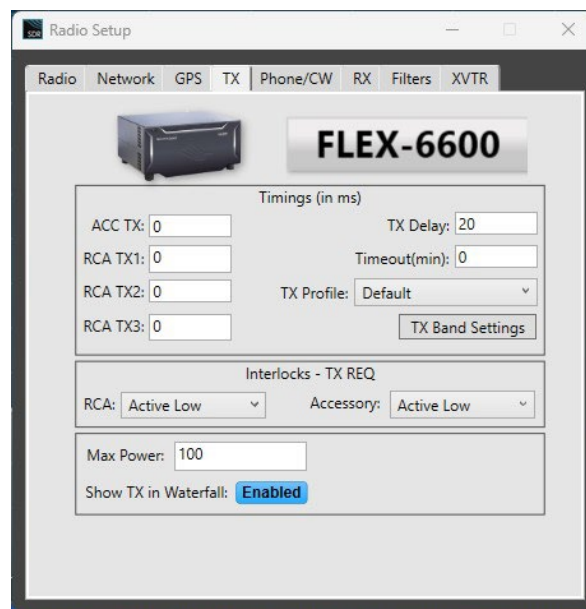 SDR Radio Setup
Radio Network GPS TX Phone/CW RX Filters XVTR
FLEX-6600
Timings (in ms)
ACC TX: 0 TX Delay: 20
RCA TX1: 0 Timeout(min): 0
RCA TX2: 0 TX Profile: Default
RCA TX3: 0 TX Band Settings
Interlocks - TX REQ
RCA: Active Low Accessory: Active Low
Max Power: 100
Show TX in Waterfall: Enabled